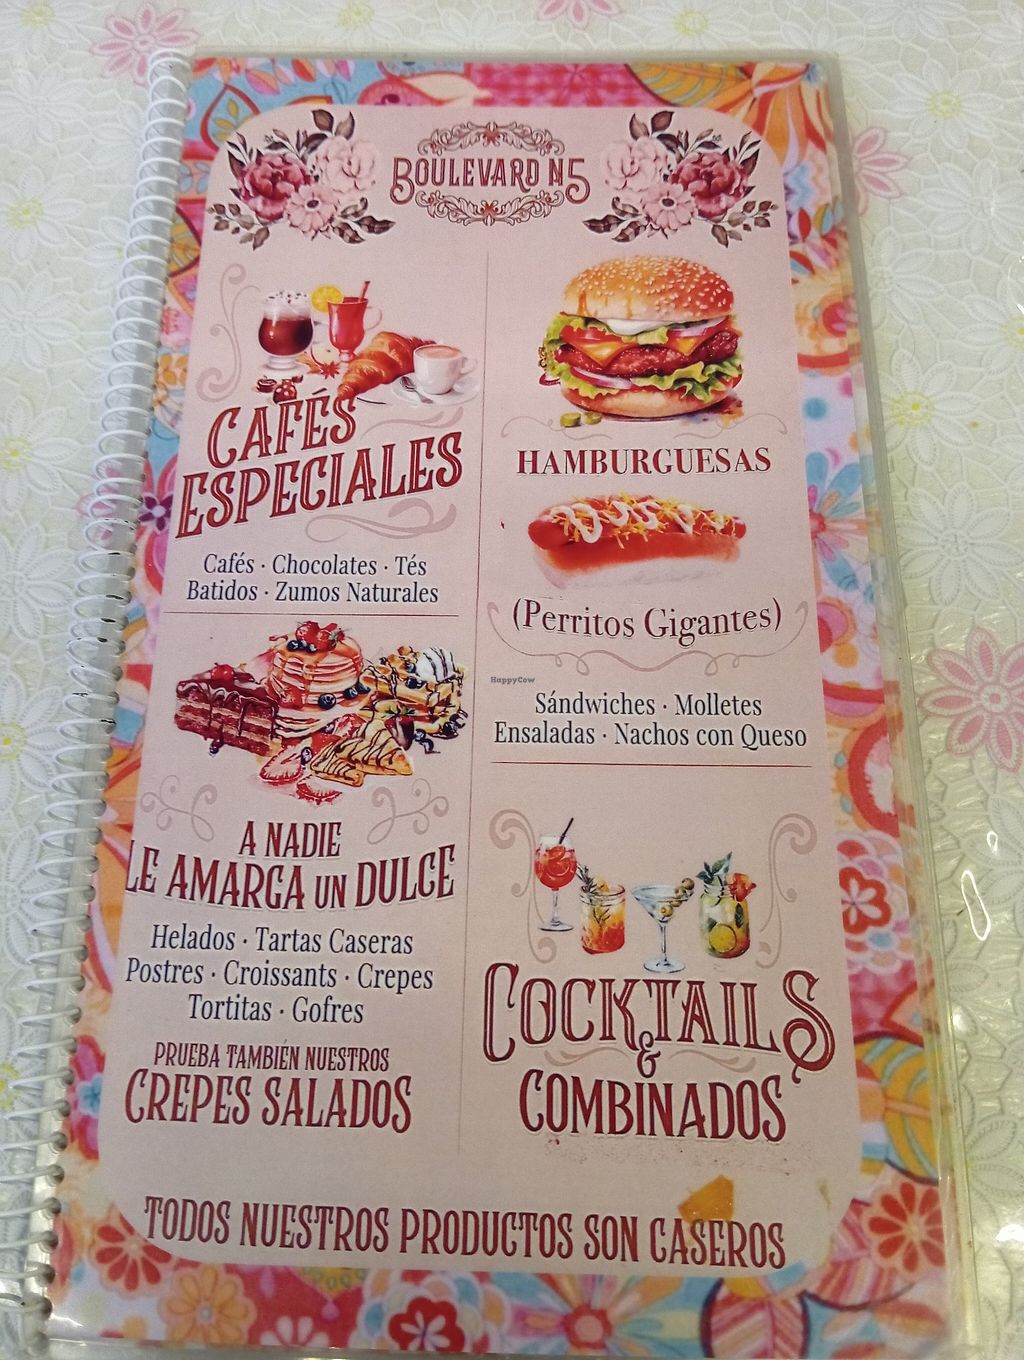 BOULEVARD N5
CAFÉS
ESPECIALES
Cafés · Chocolates · Tés
Batidos · Zumos Naturales
A NADIE
LE AMARGA UN DULCE
Helados · Tartas Caseras
Postres · Croissants · Crepes
Tortitas · Gofres
PRUEBA TAMBIÉN NUESTROS
CREPES SALADOS
HAMBURGUESAS
(Perritos Gigantes)
HappyCow
Sándwiches · Molletes
Ensaladas · Nachos con Queso
COCKTAILS
&
COMBINADOS
TODOS NUESTROS PRODUCTOS SON CASEROS